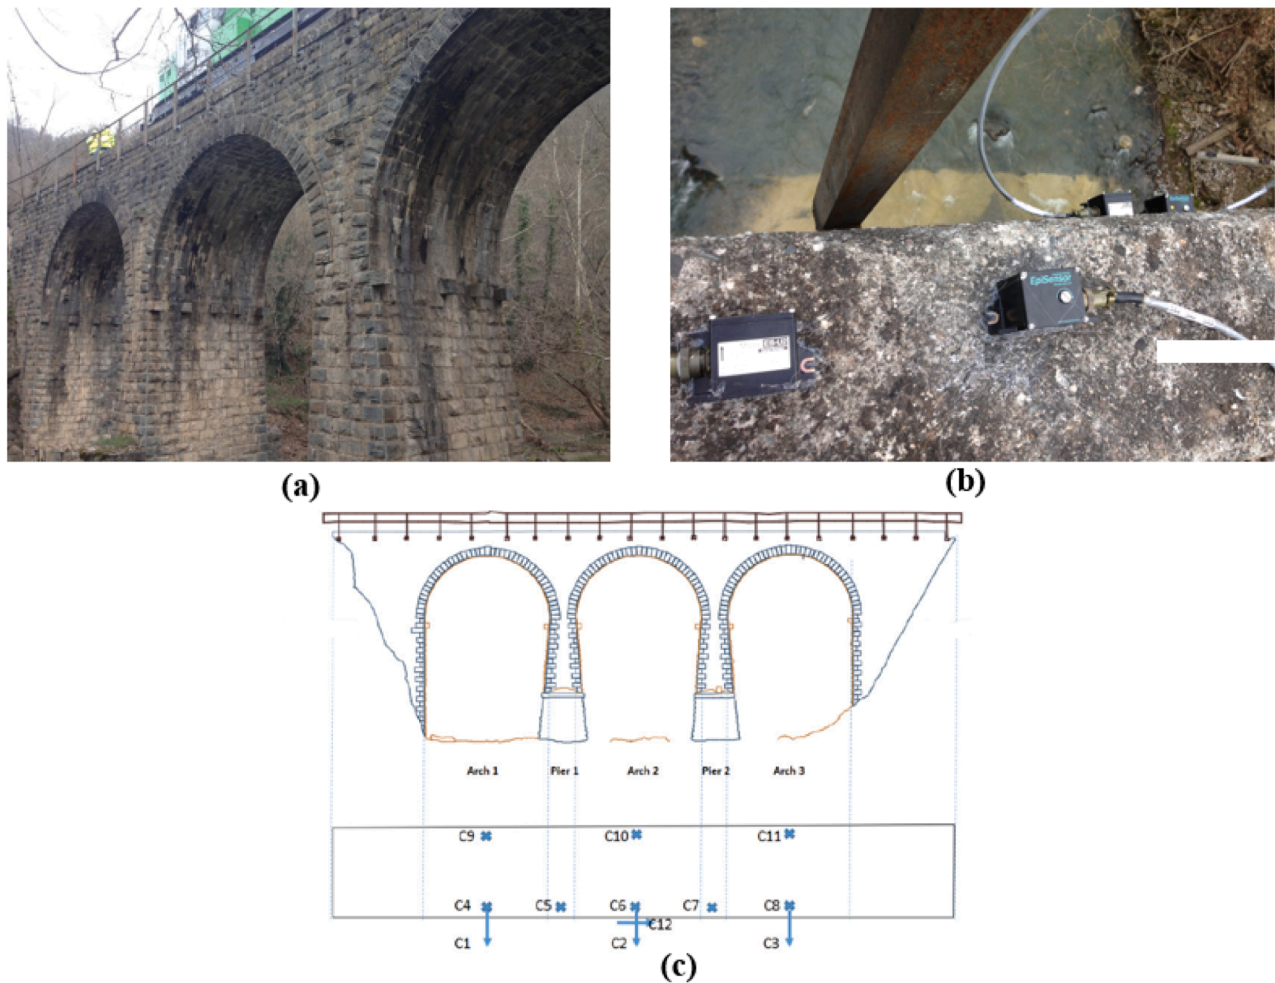 EpiSensor
(a)
(b)
Arch 1 Pier 1 Arch 2 Pier 2 Arch 3
C9 C10 C11
C4 C5 C6 C7 C8
C12
C1 C2 C3
(c)